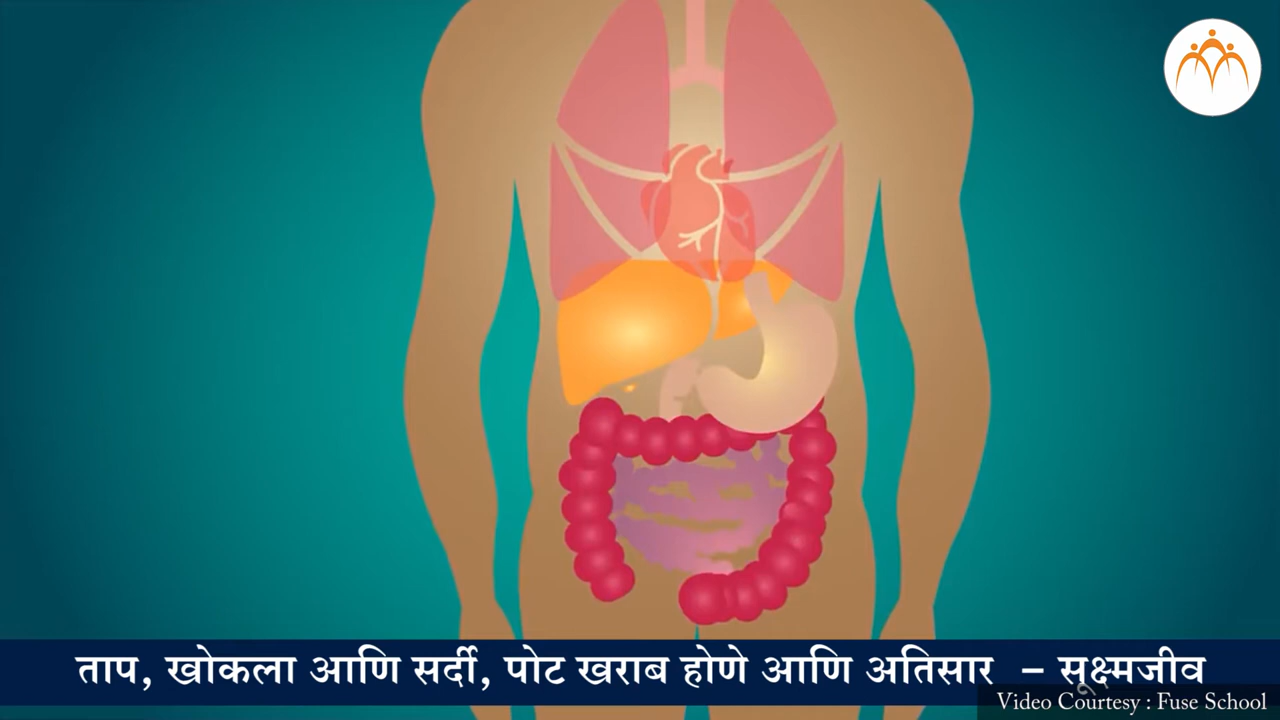 ताप, खोकला आणि सर्दी, पोट खराब होणे आणि अतिसार – सूक्ष्मजीव
Video Courtesy : Fuse School